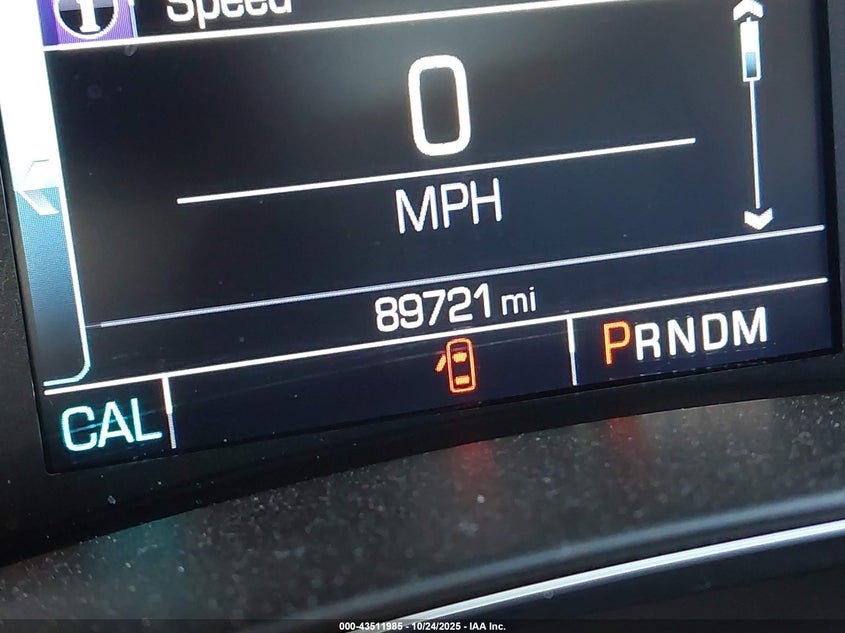 Speed
0
MPH
89721 mi
CAL
PRNDM
000-43511985 - 10/24/2025 - IAA Inc.